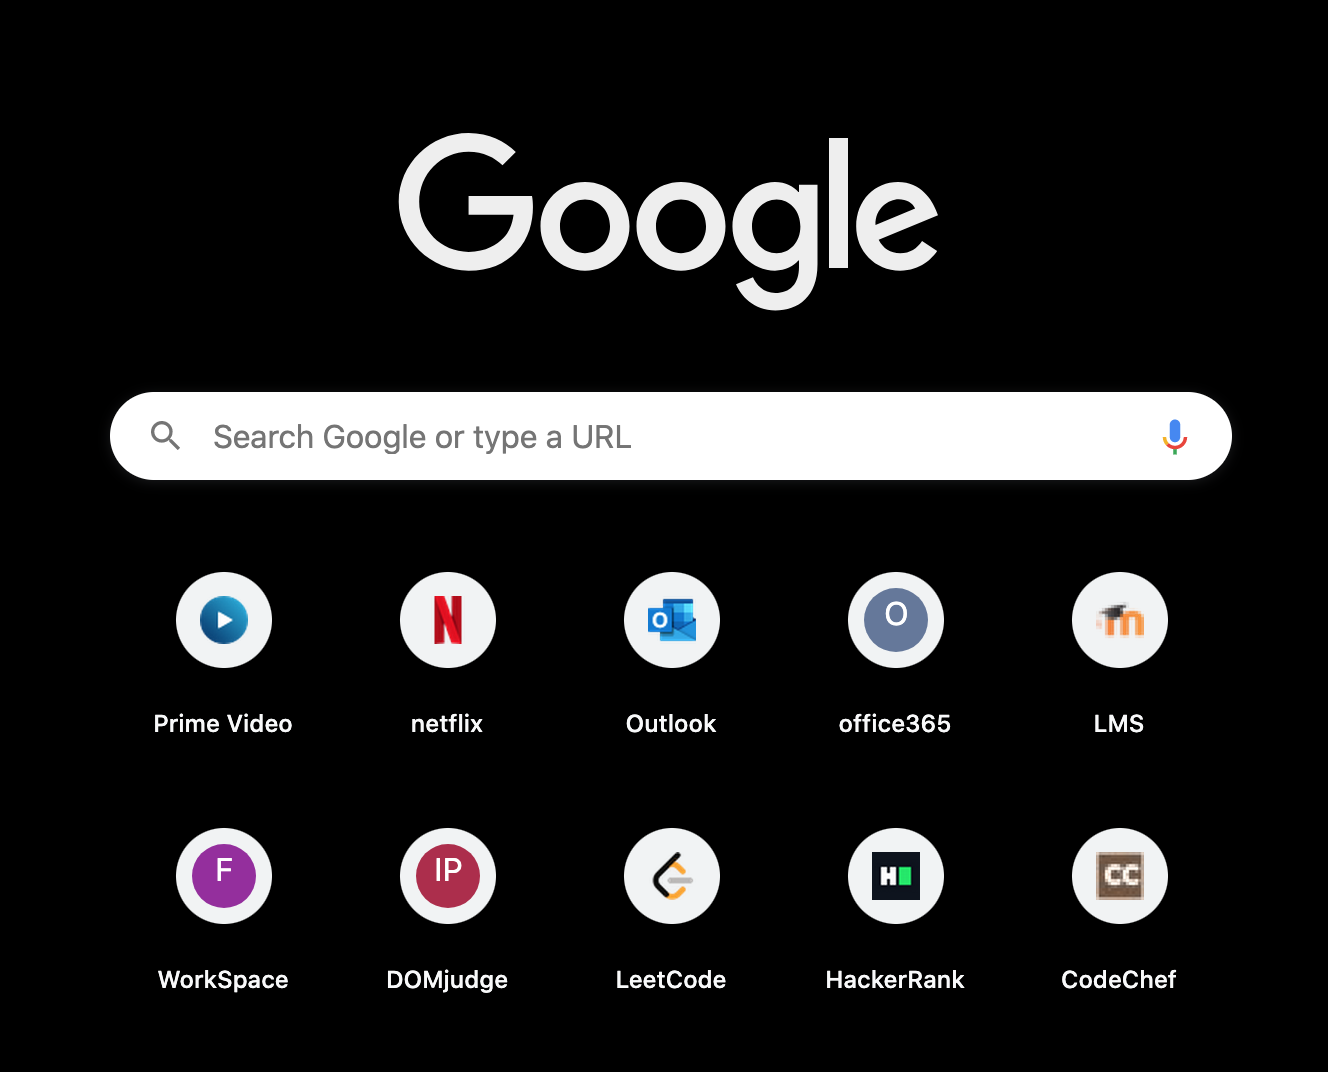 Google
Search Google or type a URL
O
O
Prime Video
netflix
Outlook
office365
LMS
F
IP
H
CC
WorkSpace
DOMjudge
LeetCode
HackerRank
CodeChef